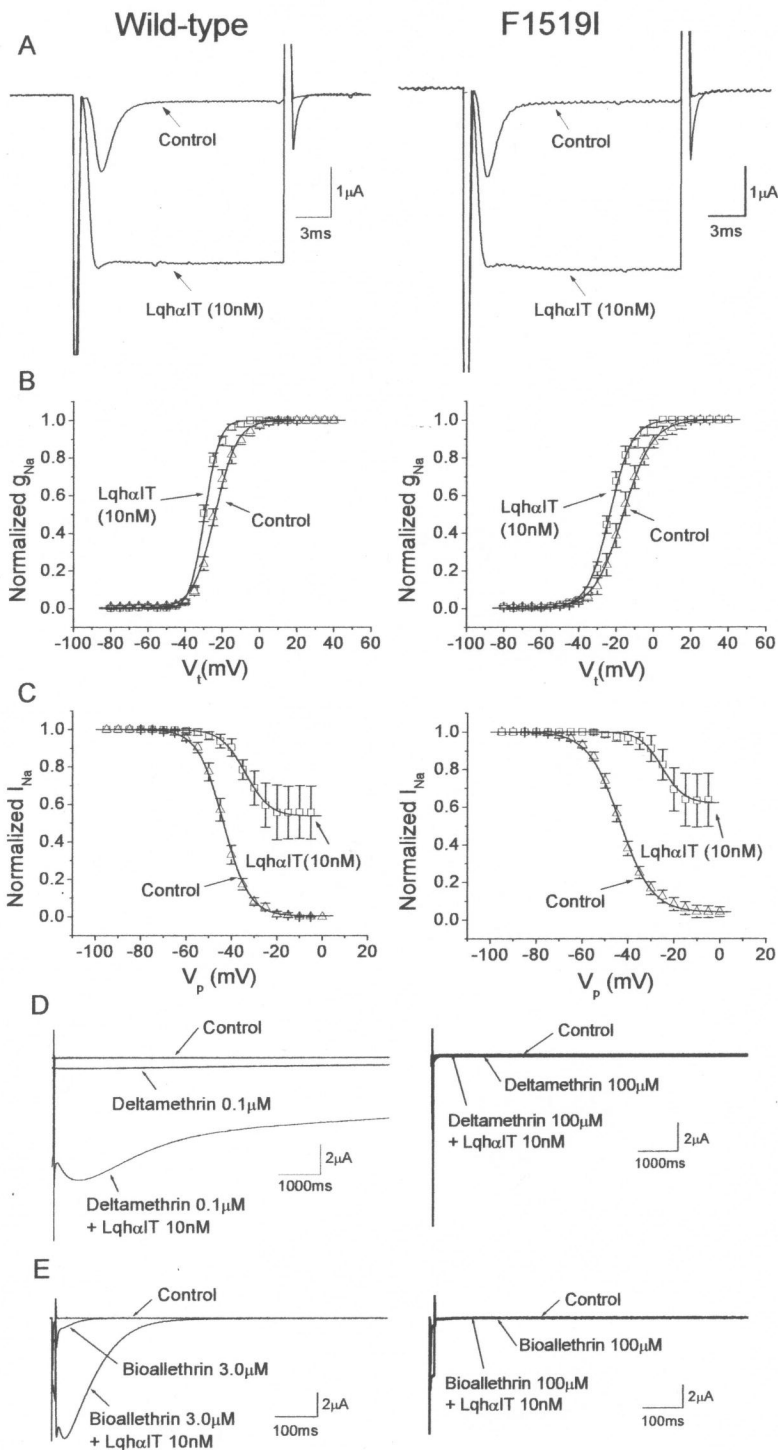 Wild-type F1519I
A
Control
1μA
3ms
LqhαIT (10nM)
Control
1μA
3ms
LqhαIT (10nM)
B
Normalized gNa
1.0
0.8
0.6
0.4
0.2
0.0
LqhαIT
(10nM)
Control
-100 -80 -60 -40 -20 0 20 40 60
Vt(mV)
Normalized gNa
1.0
0.8
0.6
0.4
0.2
0.0
LqhαIT
(10nM)
Control
-100 -80 -60 -40 -20 0 20 40 60
Vt(mV)
C
Normalized INa
1.0
0.8
0.6
0.4
0.2
0.0
LqhαIT(10nM)
Control
-100 -80 -60 -40 -20 0 20
Vp (mV)
Normalized INa
1.0
0.8
0.6
0.4
0.2
0.0
LqhαIT (10nM)
Control
-100 -80 -60 -40 -20 0 20
Vp (mV)
D
Control
Deltamethrin 0.1μM
2μA
1000ms
Deltamethrin 0.1μM
+ LqhαIT 10nM
Control
Deltamethrin 100μM
Deltamethrin 100μM
+ LqhαIT 10nM
2μA
1000ms
E
Control
Bioallethrin 3.0μM
Bioallethrin 3.0μM
+ LqhαIT 10nM
2μA
100ms
Control
Bioallethrin 100μM
Bioallethrin 100μM
+ LqhαIT 10nM
2μA
100ms